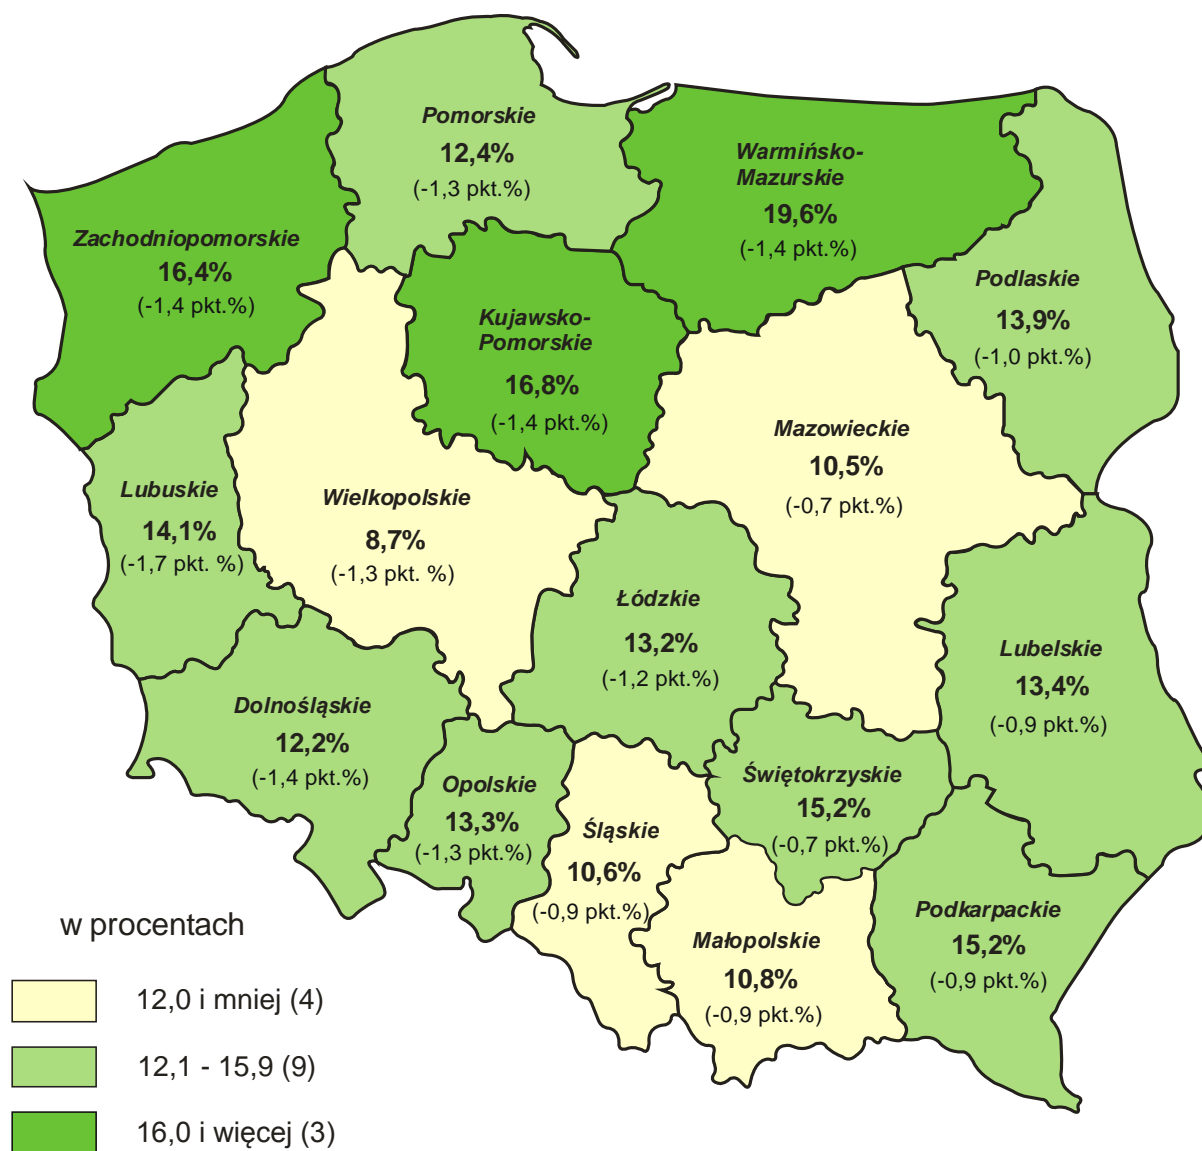 Pomorskie
12,4%
(-1,3 pkt.%)
Warmińsko-
Mazurskie
19,6%
(-1,4 pkt.%)
Zachodniopomorskie
16,4%
(-1,4 pkt.%)
Podlaskie
13,9%
(-1,0 pkt.%)
Kujawsko-
Pomorskie
16,8%
(-1,4 pkt.%)
Mazowieckie
10,5%
(-0,7 pkt.%)
Lubuskie
14,1%
(-1,7 pkt. %)
Wielkopolskie
8,7%
(-1,3 pkt. %)
Łódzkie
13,2%
(-1,2 pkt.%)
Lubelskie
13,4%
(-0,9 pkt.%)
Dolnośląskie
12,2%
(-1,4 pkt.%)
Opolskie
13,3%
(-1,3 pkt.%)
Śląskie
10,6%
(-0,9 pkt.%)
Świętokrzyskie
15,2%
(-0,7 pkt.%)
Małopolskie
10,8%
(-0,9 pkt.%)
Podkarpackie
15,2%
(-0,9 pkt.%)
w procentach
12,0 i mniej (4)
12,1 - 15,9 (9)
16,0 i więcej (3)